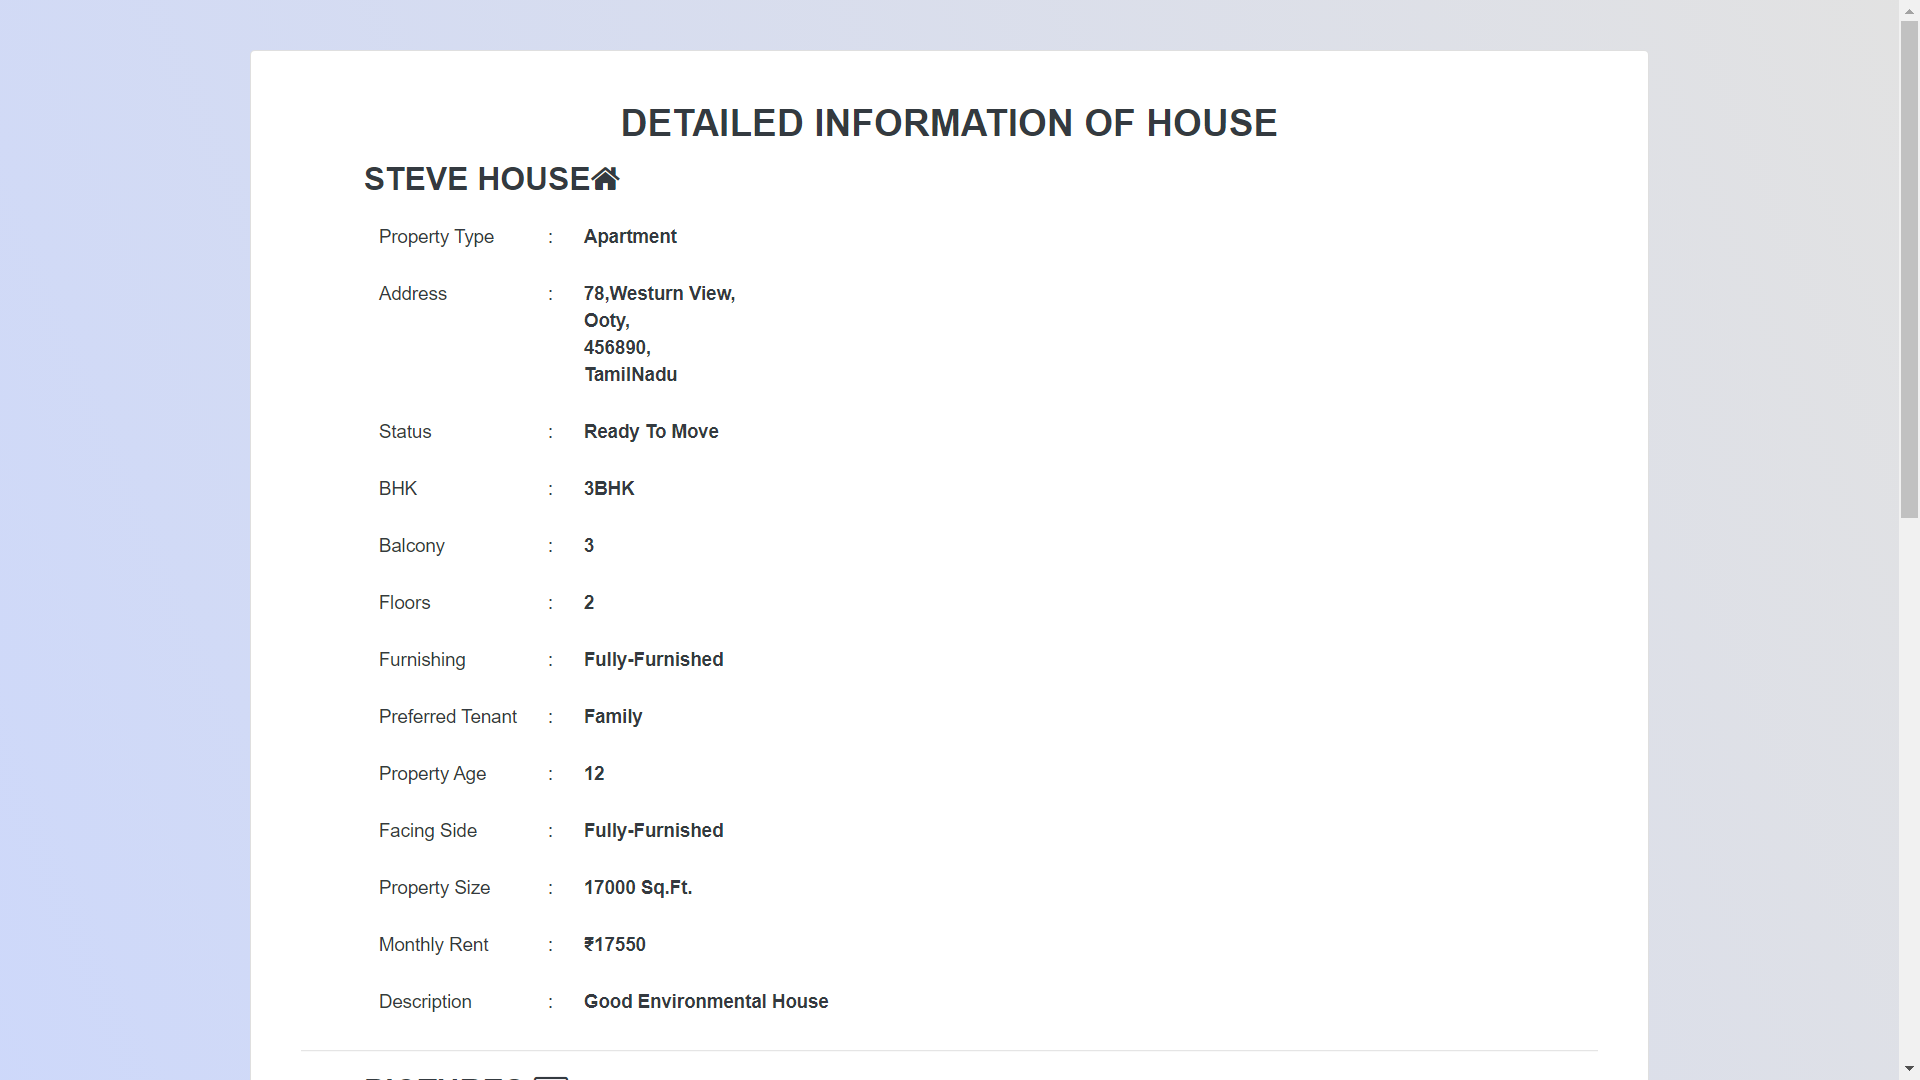 DETAILED INFORMATION OF HOUSE
STEVE HOUSE
Property Type : Apartment
Address : 78,Westurn View,
Ooty,
456890,
TamilNadu
Status : Ready To Move
BHK : 3BHK
Balcony : 3
Floors : 2
Furnishing : Fully-Furnished
Preferred Tenant : Family
Property Age : 12
Facing Side : Fully-Furnished
Property Size : 17000 Sq.Ft.
Monthly Rent : ₹17550
Description : Good Environmental House